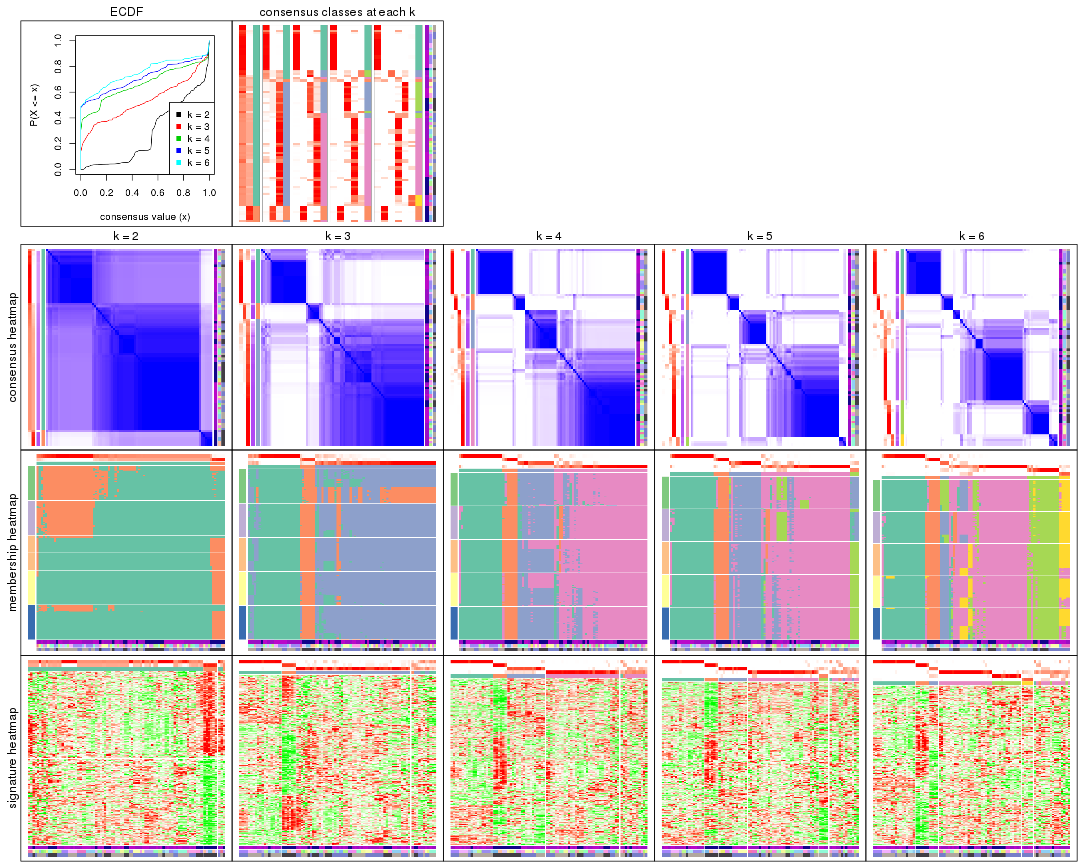 ECDF
consensus classes at each k
P(X <= x)
0.0 0.2 0.4 0.6 0.8 1.0
k = 2
k = 3
k = 4
k = 5
k = 6
0.0 0.2 0.4 0.6 0.8 1.0
consensus value (x)
k = 2
k = 3
k = 4
k = 5
k = 6
consensus heatmap
membership heatmap
signature heatmap